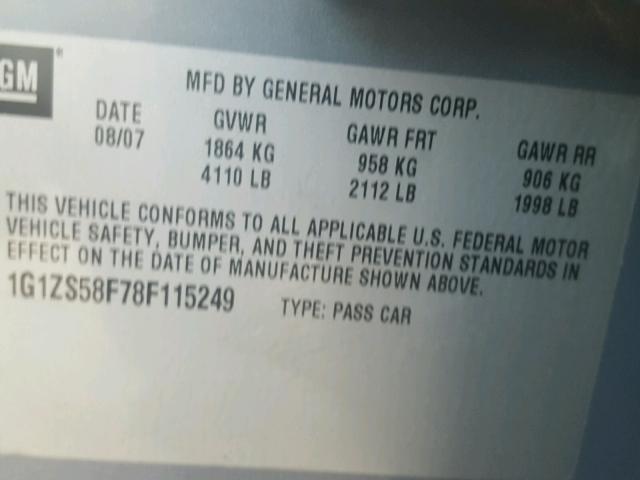 GM®
MFD BY GENERAL MOTORS CORP.
DATE GVWR GAWR FRT GAWR RR
08/07 1864 KG 958 KG 906 KG
4110 LB 2112 LB 1998 LB
THIS VEHICLE CONFORMS TO ALL APPLICABLE U.S. FEDERAL MOTOR
VEHICLE SAFETY, BUMPER, AND THEFT PREVENTION STANDARDS IN
EFFECT ON THE DATE OF MANUFACTURE SHOWN ABOVE.
1G1ZS58F78F115249 TYPE: PASS CAR